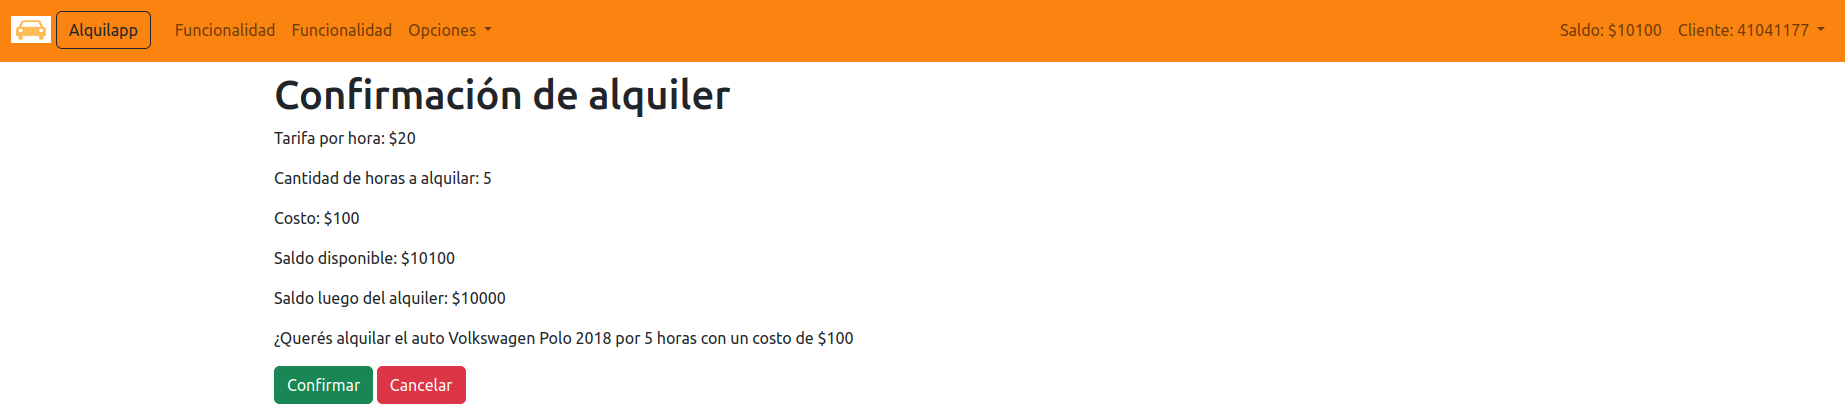 Alquilapp Funcionalidad Funcionalidad Opciones Saldo: $10100 Cliente: 41041177
Confirmación de alquiler
Tarifa por hora: $20
Cantidad de horas a alquilar: 5
Costo: $100
Saldo disponible: $10100
Saldo luego del alquiler: $10000
¿Querés alquilar el auto Volkswagen Polo 2018 por 5 horas con un costo de $100
Confirmar Cancelar